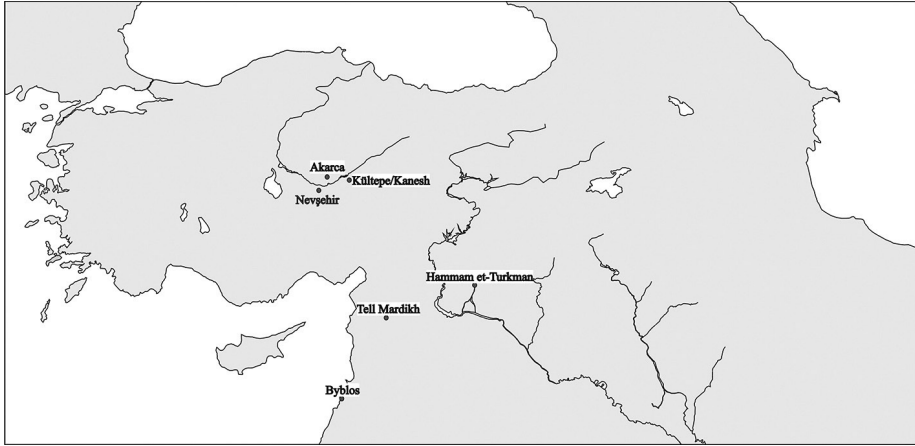 Akarca
Kültepe/Kanesh
Nevşehir
Hammam et-Turkman
Tell Mardikh
Byblos